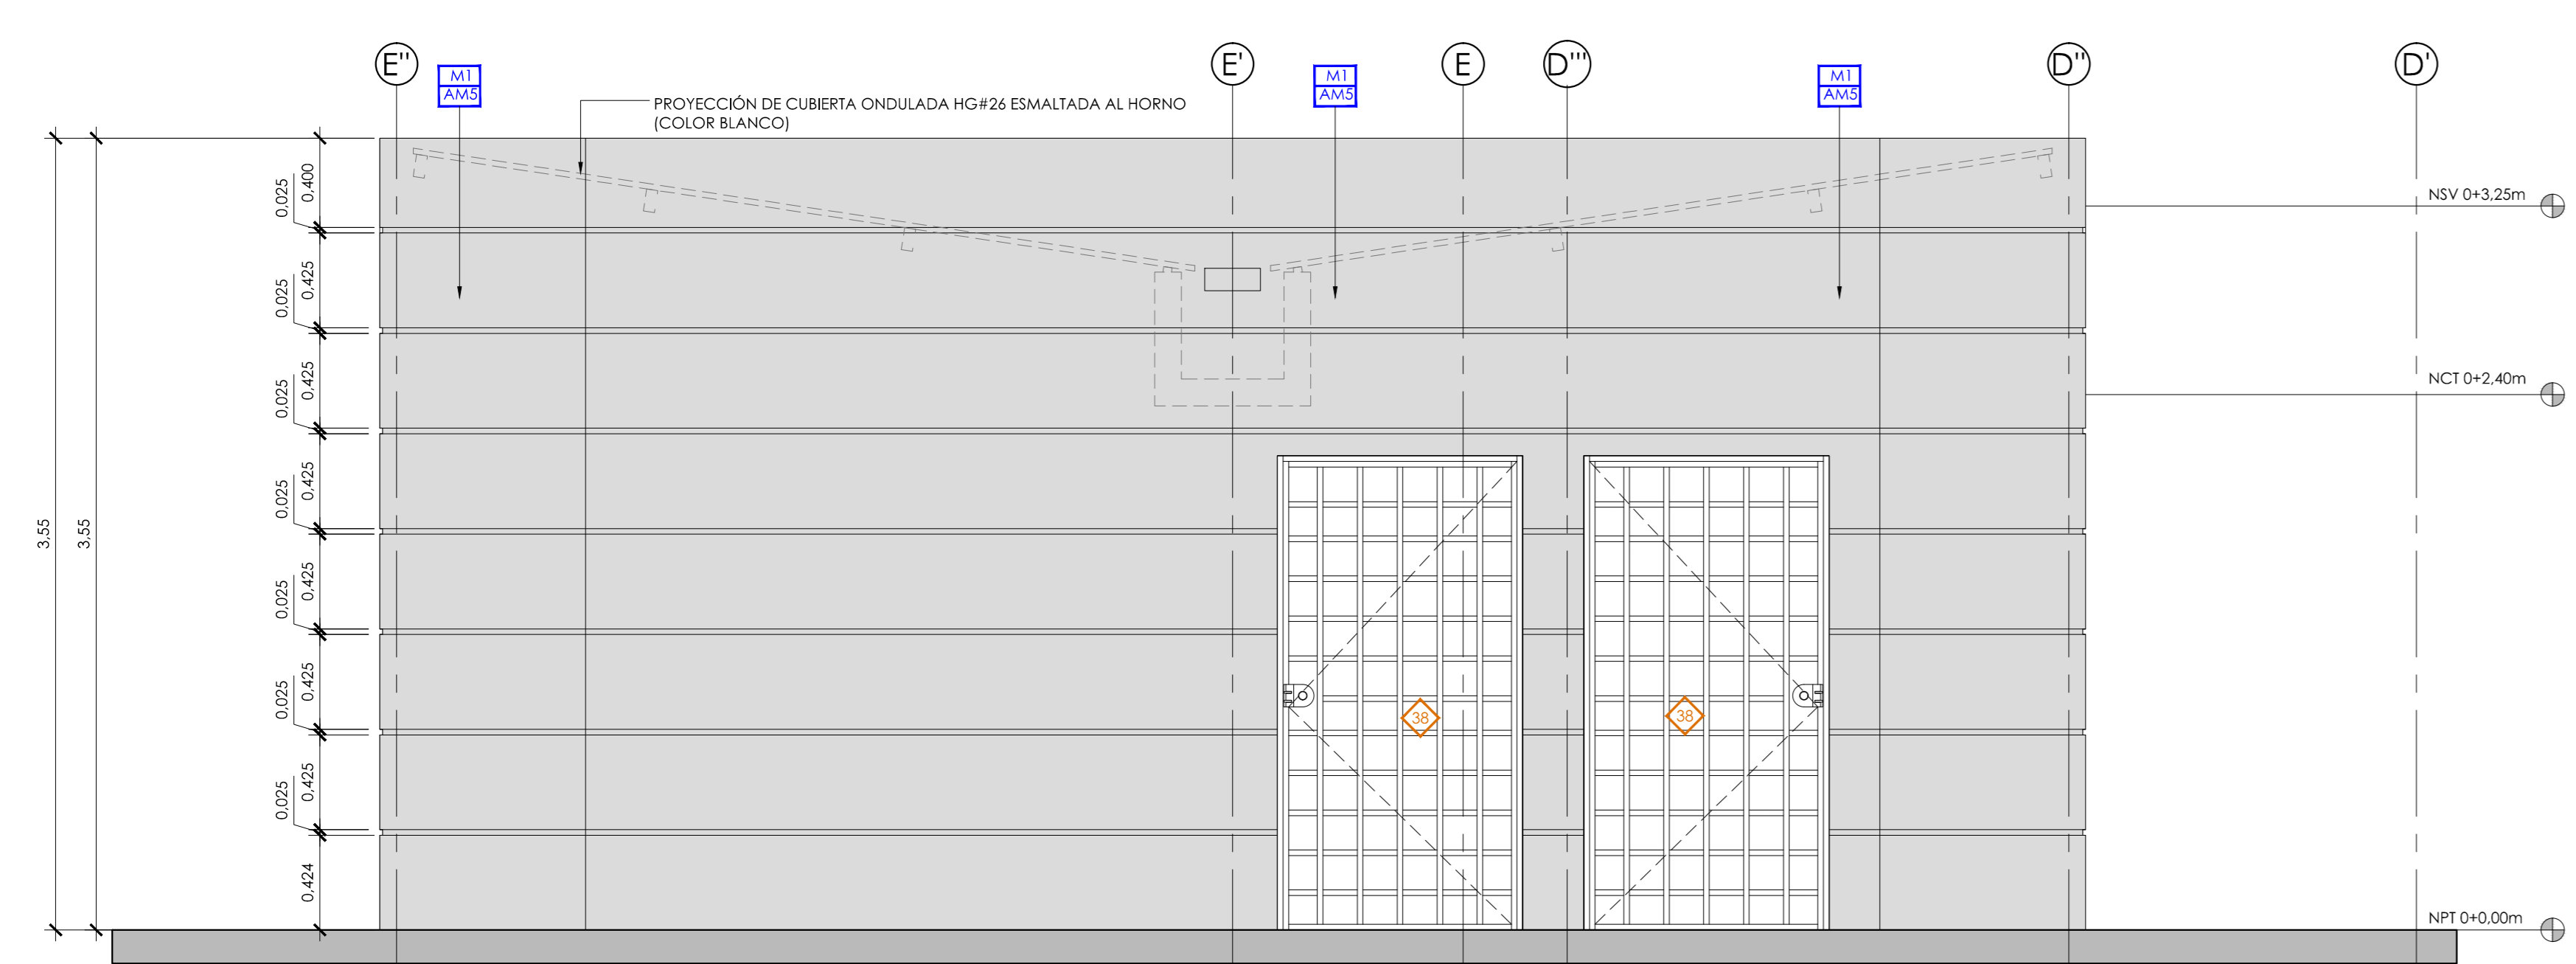 E" E' E D''' D" D'
M1 M1 M1
AM5 AM5 AM5
PROYECCIÓN DE CUBIERTA ONDULADA HG#26 ESMALTADA AL HORNO
(COLOR BLANCO)
0,025 0,400
NSV 0+3,25m
0,025 0,425
0,025 0,425
NCT 0+2,40m
0,025 0,425
3,55 3,55
0,025 0,425
0,025 0,425
38 38
0,025 0,425
0,424
NPT 0+0,00m